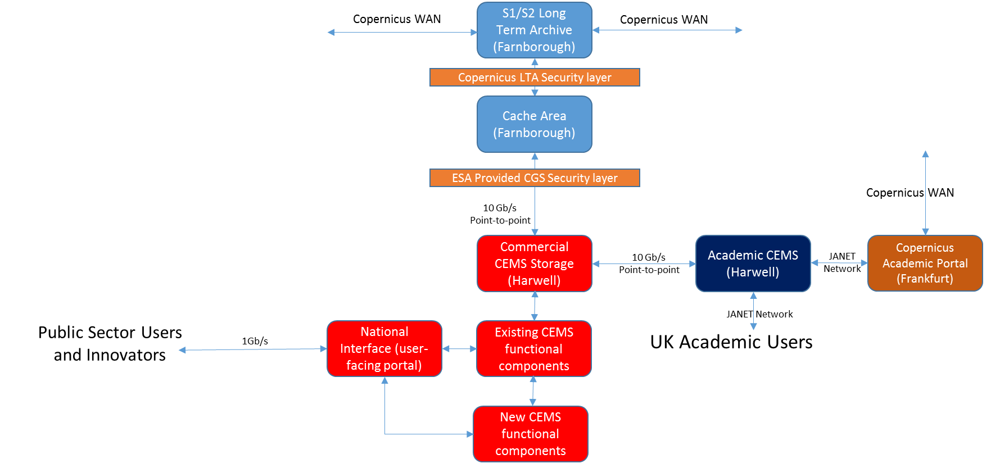 S1/S2 Long
Term Archive
(Farnborough)
Copernicus WAN
Copernicus WAN
Copernicus LTA Security layer
Cache Area
(Farnborough)
ESA Provided CGS Security layer
Copernicus WAN
10 Gb/s
Point-to-point
Commercial
CEMS Storage
(Harwell)
10 Gb/s
Point-to-point
Academic CEMS
(Harwell)
JANET
Network
Copernicus
Academic Portal
(Frankfurt)
JANET Network
UK Academic Users
Public Sector Users
and Innovators
1Gb/s
National
Interface (user-
facing portal)
Existing CEMS
functional
components
New CEMS
functional
components